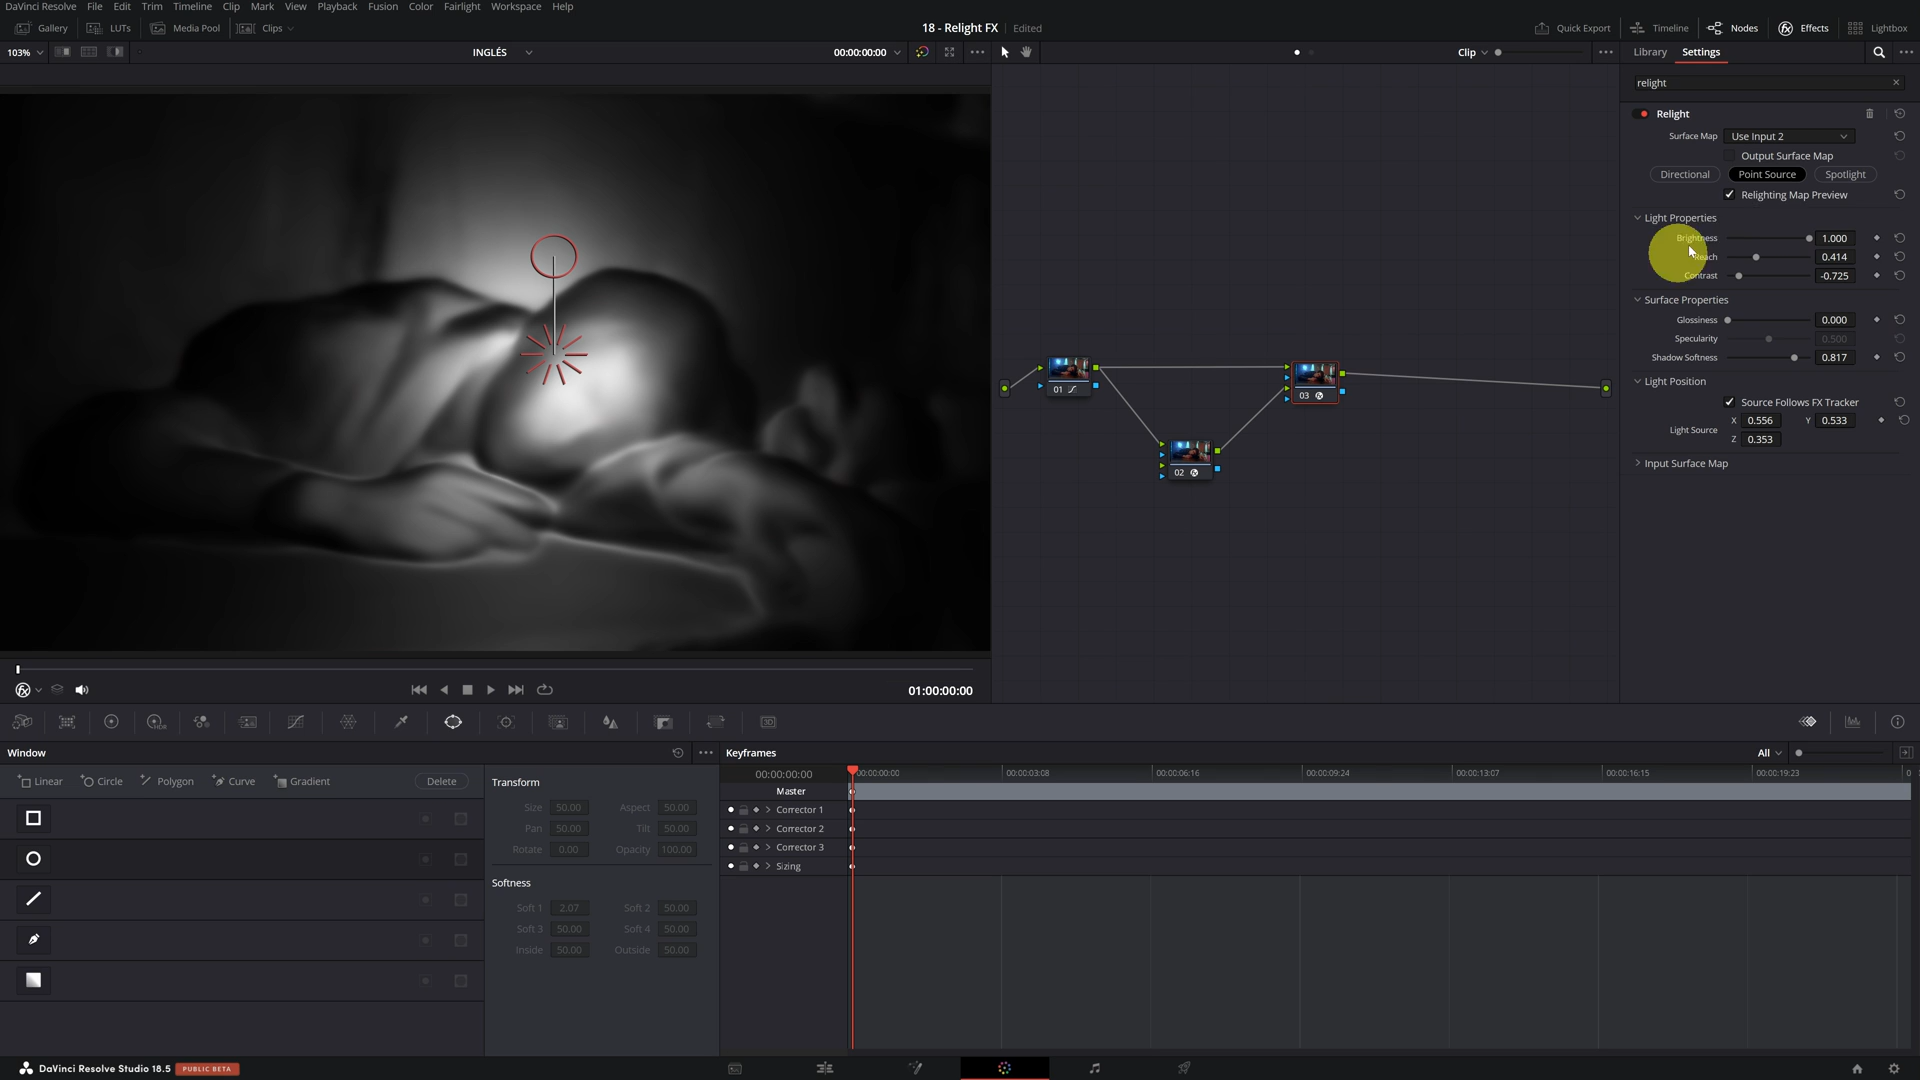 DaVinci Resolve File Edit Trim Timeline Clip Mark View Playback Fusion Color Fairlight Workspace Help
Gallery LUTs Media Pool Clips 18 - Relight FX Edited Quick Export Timeline Nodes Effects Lightbox
103% INGLÉS 00:00:00:00 Clip Library Settings
relight
Relight
Surface Map Use Input 2
Output Surface Map
Directional Point Source Spotlight
Relighting Map Preview
Light Properties
Brightness 1.000
Reach 0.414
Contrast -0.725
Surface Properties
Glossiness 0.000
Specularity 0.500
Shadow Softness 0.817
Light Position
Source Follows FX Tracker
Light Source X 0.556 Y 0.533
Z 0.353
Input Surface Map
01
03
02
01:00:00:00
HDR
3D
Window
Linear Circle Polygon Curve Gradient Delete
Transform
Size 50.00 Aspect 50.00
Pan 50.00 Tilt 50.00
Rotate 0.00 Opacity 100.00
Softness
Soft 1 2.07 Soft 2 50.00
Soft 3 50.00 Soft 4 50.00
Inside 50.00 Outside 50.00
Keyframes All
00:00:00:00 00:00:00:00 00:00:03:08 00:00:06:16 00:00:09:24 00:00:13:07 00:00:16:15 00:00:19:23 0
Master
Corrector 1
Corrector 2
Corrector 3
Sizing
DaVinci Resolve Studio 18.5 PUBLIC BETA